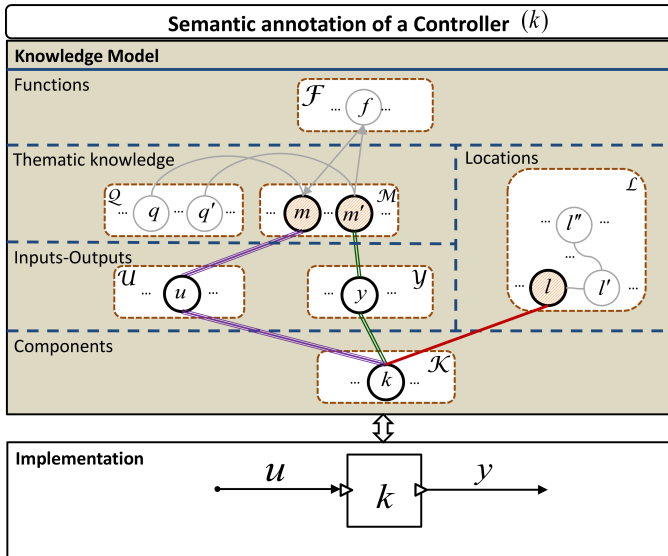 Semantic annotation of a Controller (k)
Knowledge Model
Functions
ℱ ... f ...
Thematic knowledge
Locations
𝒬 ... q ... q' ...
... m ... m' ... ℳ
ℒ
... l'' ...
...
Inputs-Outputs
𝒰 ... u ...
... y ... 𝒴
... l l' ...
Components
... k ... 𝒦
Implementation
u k y